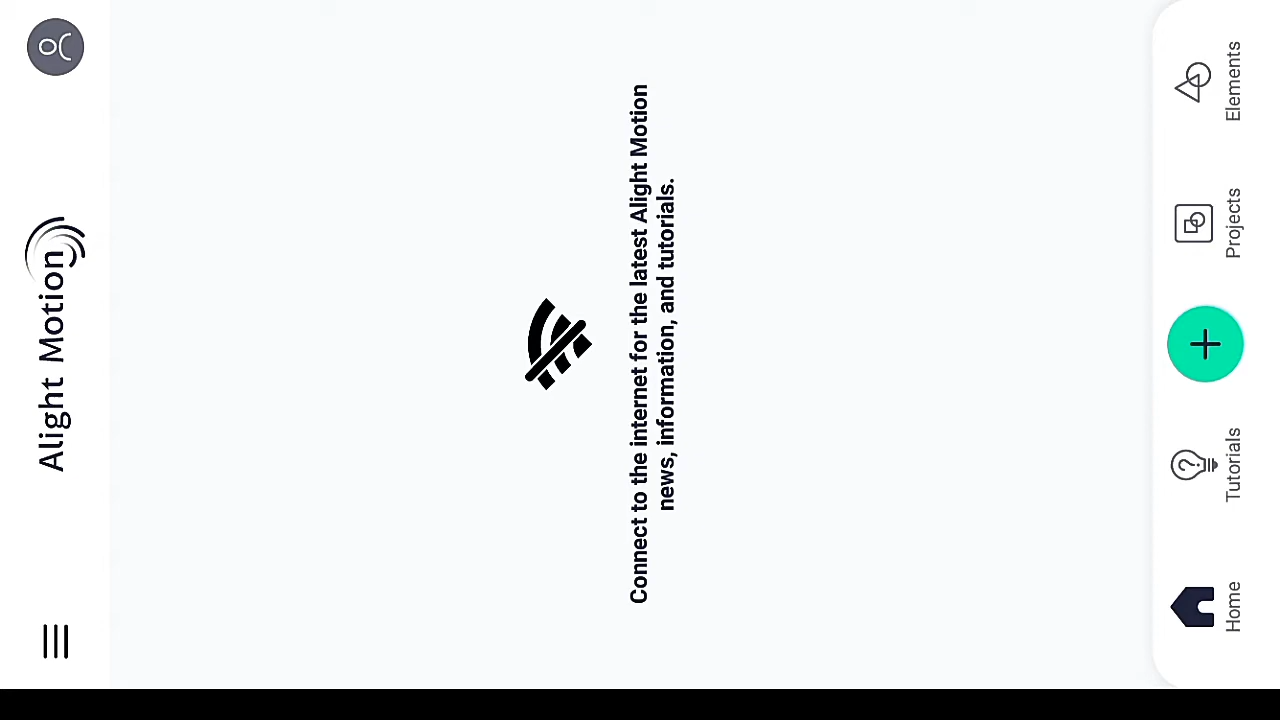 Alight Motion
Connect to the internet for the latest Alight Motion
news, information, and tutorials.
Home
Tutorials
Projects
Elements